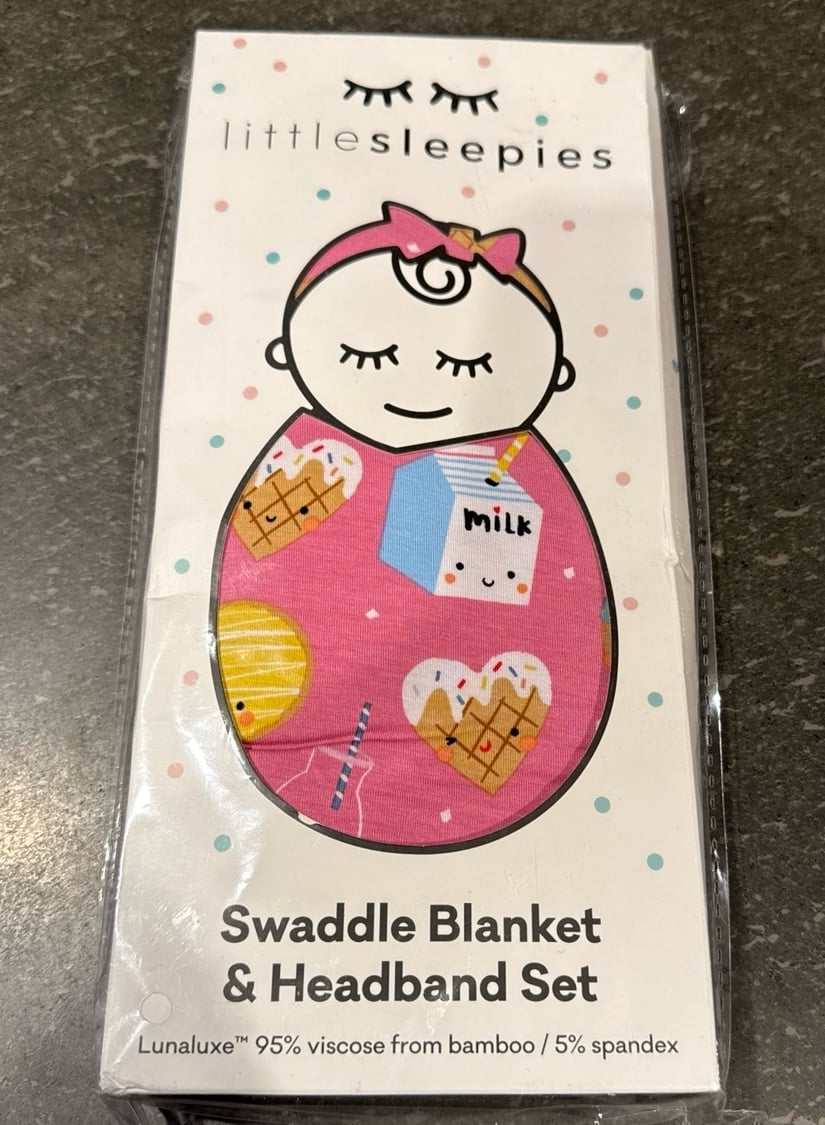 littlesleepies
milk
Swaddle Blanket
& Headband Set
Lunaluxe™ 95% viscose from bamboo / 5% spandex